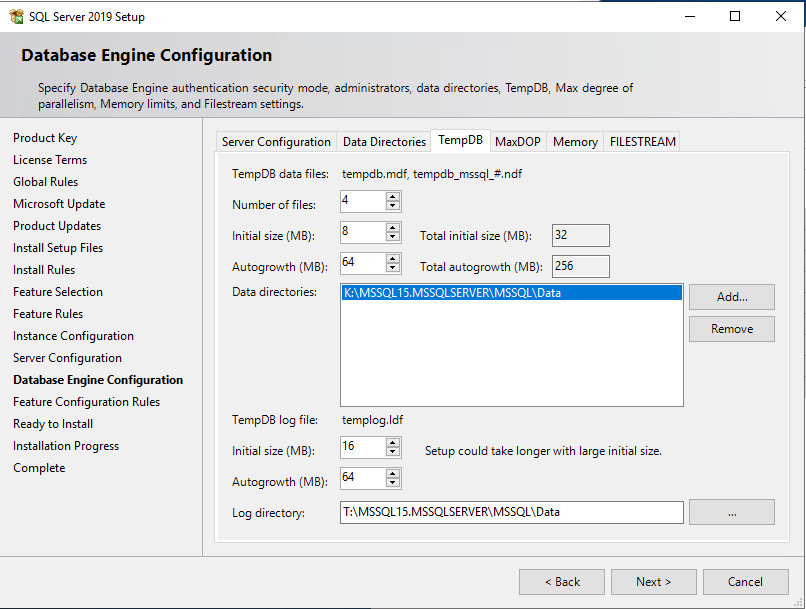 SQL Server 2019 Setup
Database Engine Configuration
Specify Database Engine authentication security mode, administrators, data directories, TempDB, Max degree of
parallelism, Memory limits, and Filestream settings.
Product Key
License Terms
Global Rules
Microsoft Update
Product Updates
Install Setup Files
Install Rules
Feature Selection
Feature Rules
Instance Configuration
Server Configuration
Database Engine Configuration
Feature Configuration Rules
Ready to Install
Installation Progress
Complete
Server Configuration Data Directories TempDB MaxDOP Memory FILESTREAM
TempDB data files: tempdb.mdf, tempdb_mssql_#.ndf
Number of files: 4
Initial size (MB): 8 Total initial size (MB): 32
Autogrowth (MB): 64 Total autogrowth (MB): 256
Data directories: K:\MSSQL15.MSSQLSERVER\MSSQL\Data Add...
Remove
TempDB log file: templog.ldf
Initial size (MB): 16 Setup could take longer with large initial size.
Autogrowth (MB): 64
Log directory: T:\MSSQL15.MSSQLSERVER\MSSQL\Data ...
< Back Next > Cancel